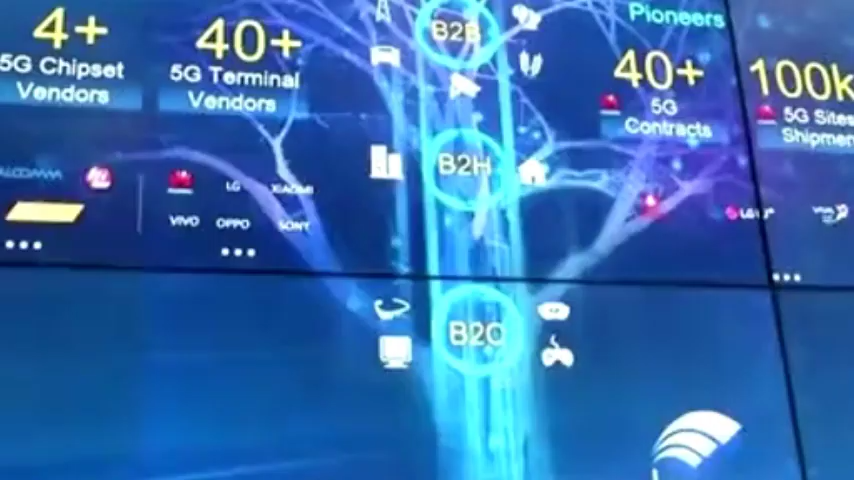 4+
5G Chipset
Vendors
40+
5G Terminal
Vendors
B2B
Pioneers
40+
5G
Contracts
100k
5G Sites
Shipmen
B2H
LG
XIAOMI
VIVO
OPPO
SONY
LG U+
B2C